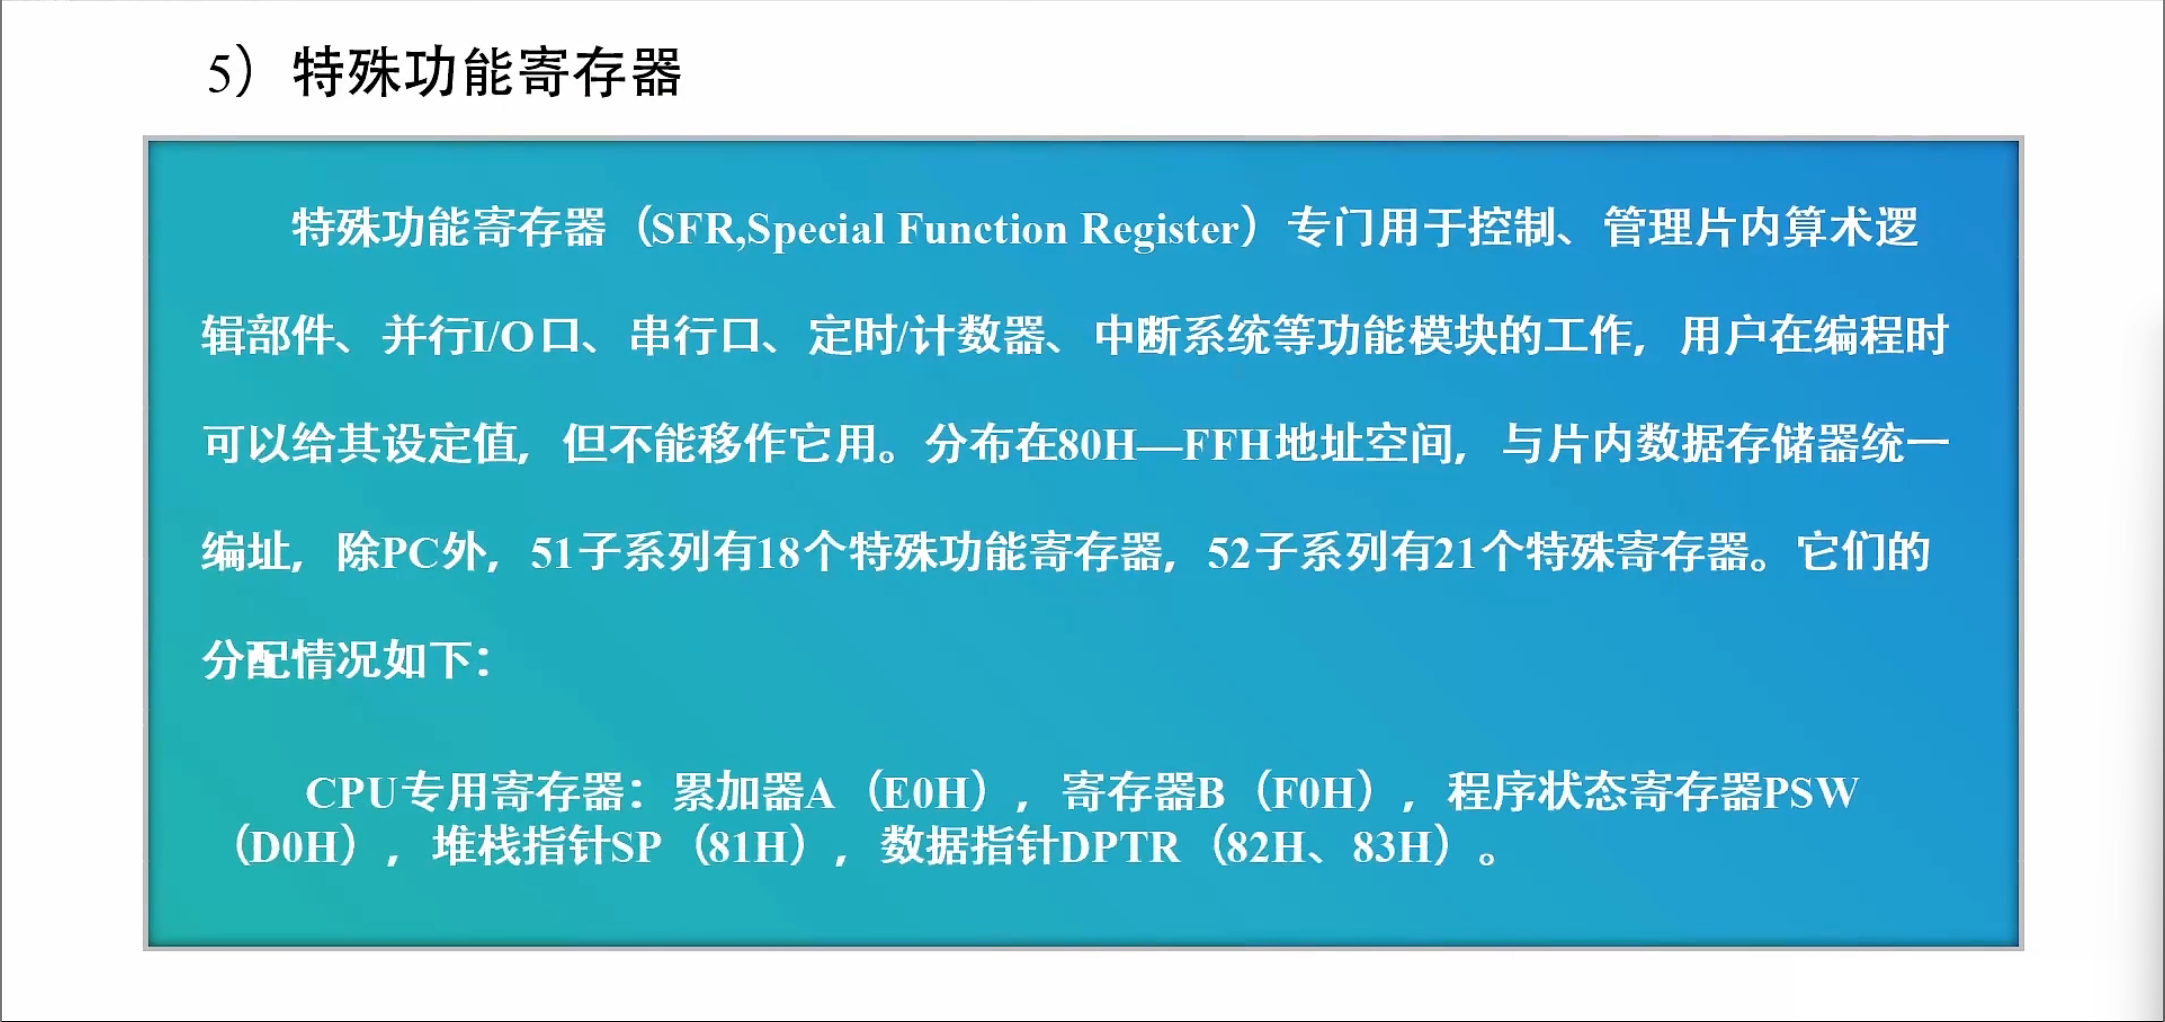 5）特殊功能寄存器
特殊功能寄存器（SFR,Special Function Register）专门用于控制、管理片内算术逻
辑部件、并行I/O口、串行口、定时/计数器、中断系统等功能模块的工作，用户在编程时
可以给其设定值，但不能移作它用。分布在80H—FFH地址空间，与片内数据存储器统一
编址，除PC外，51子系列有18个特殊功能寄存器，52子系列有21个特殊寄存器。它们的
分配情况如下：
CPU专用寄存器：累加器A（E0H），寄存器B（F0H），程序状态寄存器PSW
（D0H），堆栈指针SP（81H），数据指针DPTR（82H、83H）。